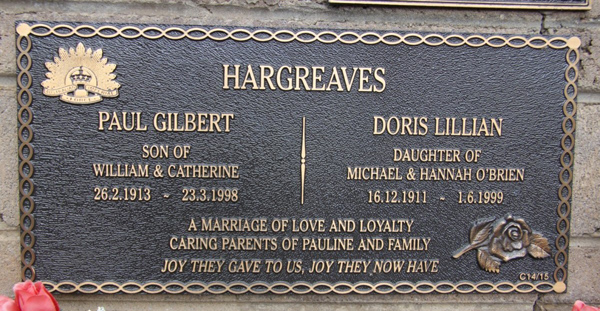 HARGREAVES
PAUL GILBERT
SON OF
WILLIAM & CATHERINE
26.2.1913 - 23.3.1998
DORIS LILLIAN
DAUGHTER OF
MICHAEL & HANNAH O'BRIEN
16.12.1911 - 1.6.1999
A MARRIAGE OF LOVE AND LOYALTY
CARING PARENTS OF PAULINE AND FAMILY
JOY THEY GAVE TO US, JOY THEY NOW HAVE
C14/15